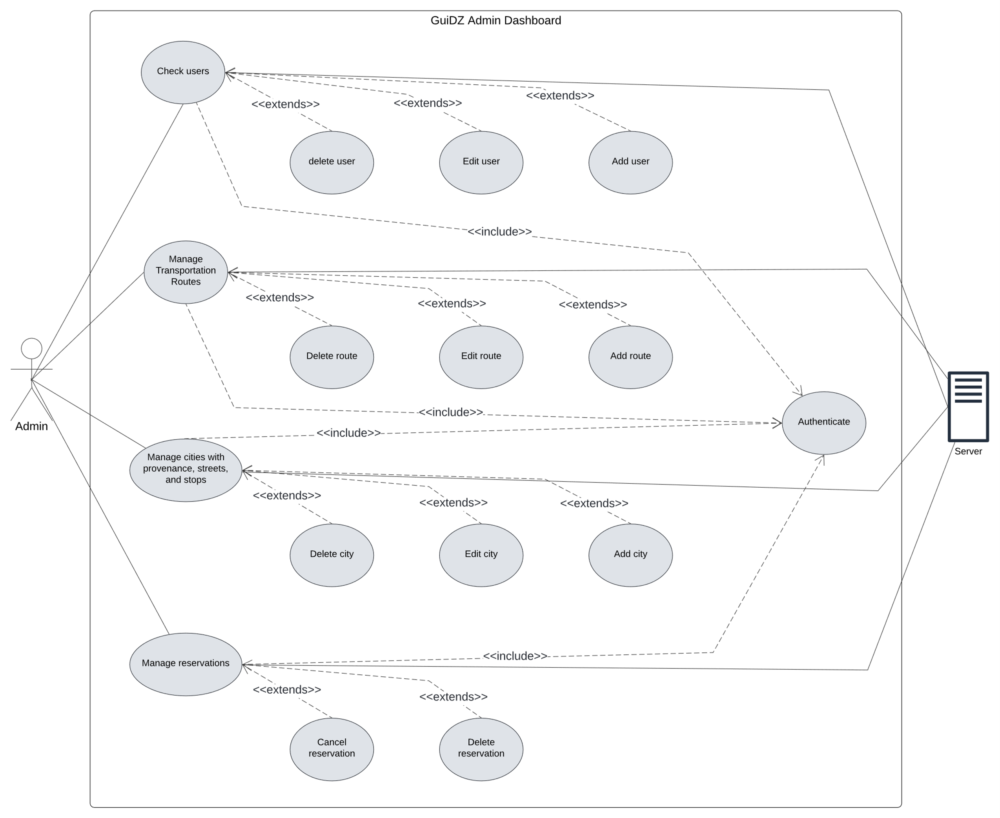 GuiDZ Admin Dashboard
Check users
<<extends>>
<<extends>>
<<extends>>
delete user
Edit user
Add user
<<include>>
Manage
Transportation
Routes
<<extends>>
<<extends>>
<<extends>>
Delete route
Edit route
Add route
<<include>>
Admin
<<include>>
Authenticate
Server
Manage cities with
provenance, streets,
and stops
<<extends>>
<<extends>>
<<extends>>
Delete city
Edit city
Add city
<<include>>
Manage reservations
<<extends>>
<<extends>>
Cancel
reservation
Delete
reservation